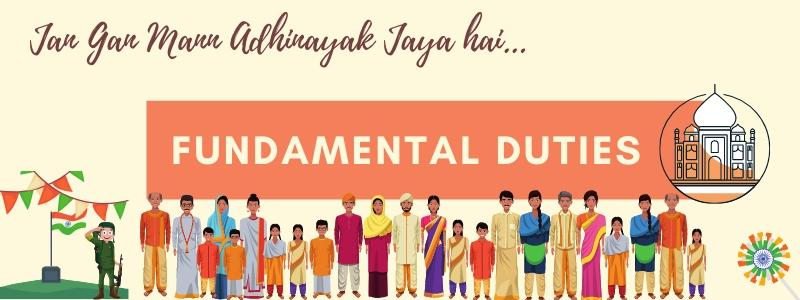 Jan Gan Mann Adhinayak Jaya hai...
FUNDAMENTAL DUTIES